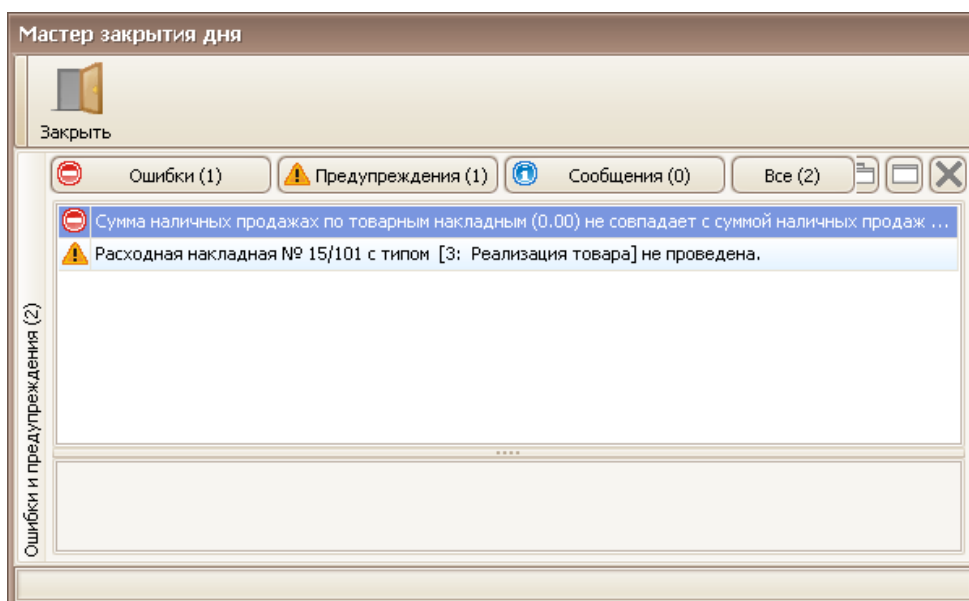 Мастер закрытия дня
Закрыть
Ошибки (1)
Предупреждения (1)
Сообщения (0)
Все (2)
Сумма наличных продажах по товарным накладным (0.00) не совпадает с суммой наличных продаж ...
Расходная накладная № 15/101 с типом [3: Реализация товара] не проведена.
Ошибки и предупреждения (2)